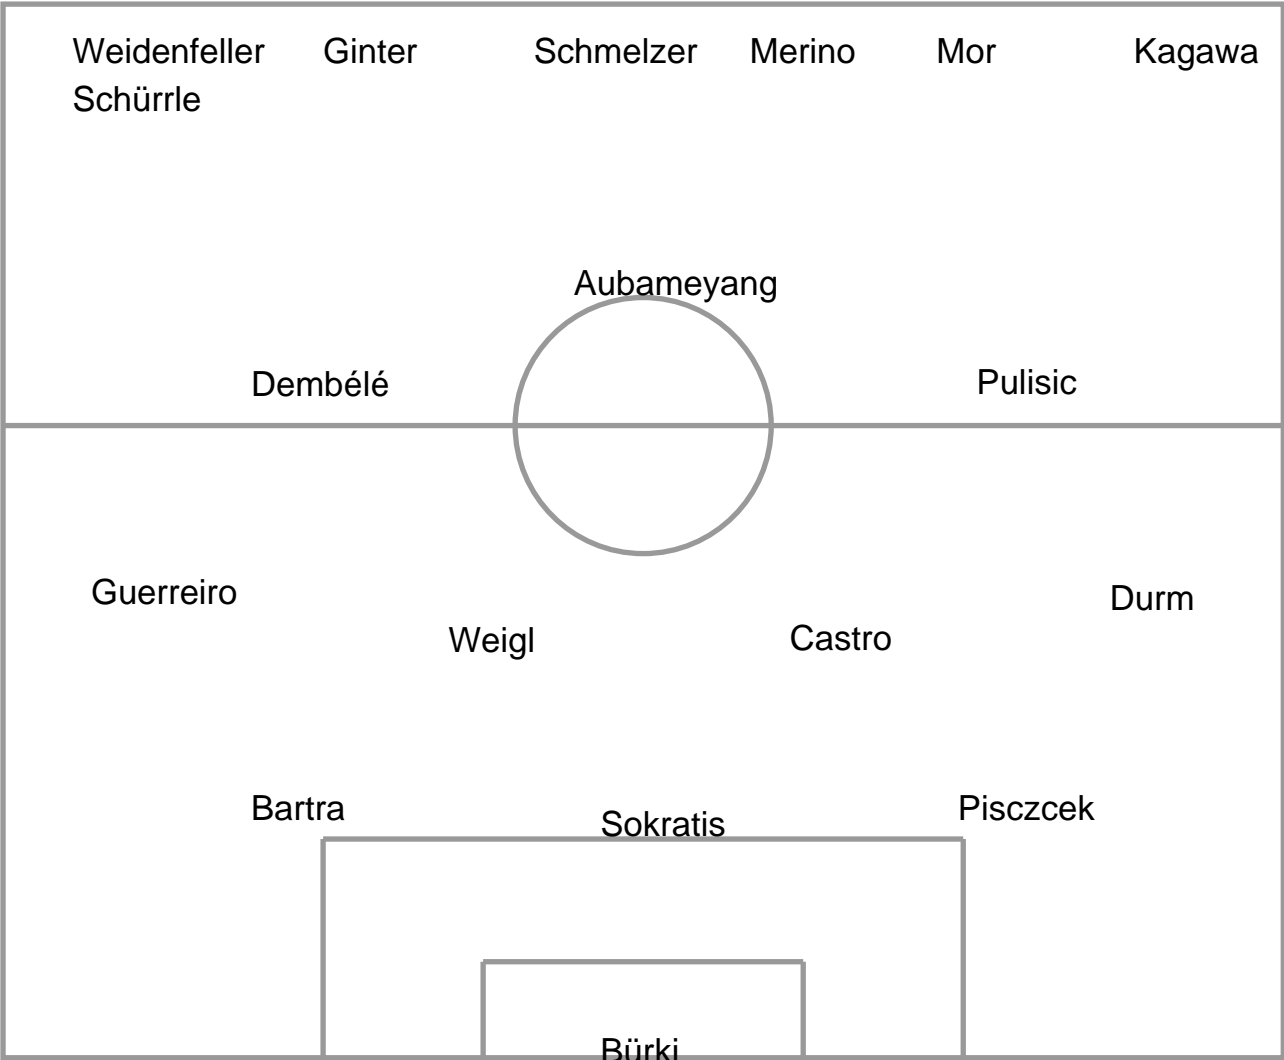 Weidenfeller Ginter Schmelzer Merino Mor Kagawa
Schürrle
Aubameyang
Dembélé Pulisic
Guerreiro Durm
Weigl Castro
Bartra Sokratis Pisczcek
Bürki